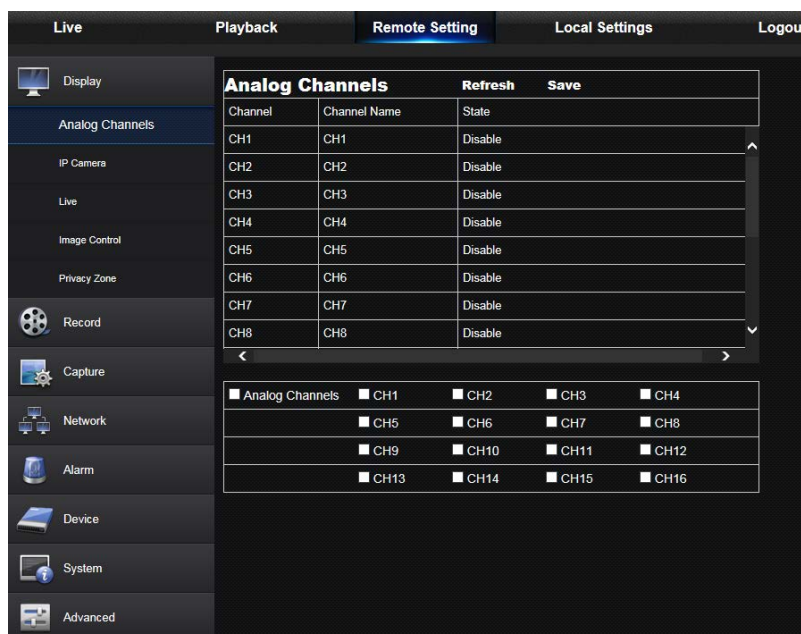 Live Playback Remote Setting Local Settings Logou
Display
Analog Channels
IP Camera
Live
Image Control
Privacy Zone
Record
Capture
Network
Alarm
Device
System
Advanced
Analog Channels Refresh Save
Channel Channel Name State
CH1 CH1 Disable
CH2 CH2 Disable
CH3 CH3 Disable
CH4 CH4 Disable
CH5 CH5 Disable
CH6 CH6 Disable
CH7 CH7 Disable
CH8 CH8 Disable
Analog Channels CH1 CH2 CH3 CH4
CH5 CH6 CH7 CH8
CH9 CH10 CH11 CH12
CH13 CH14 CH15 CH16